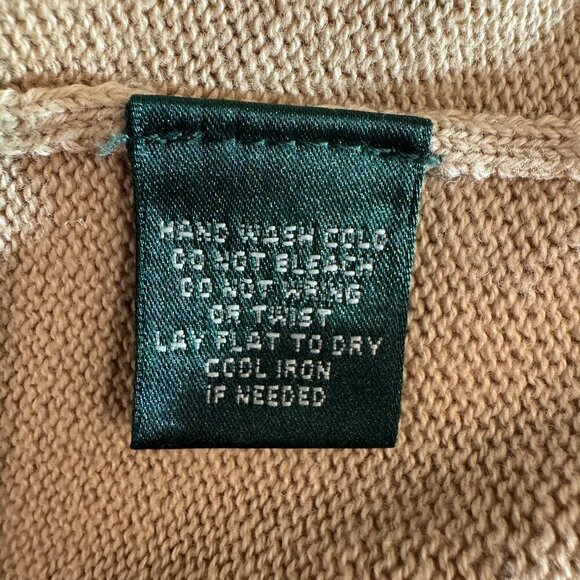 HAND WASH COLD
DO NOT BLEACH
DO NOT WRING
OR TWIST
LAY FLAT TO DRY
COOL IRON
IF NEEDED